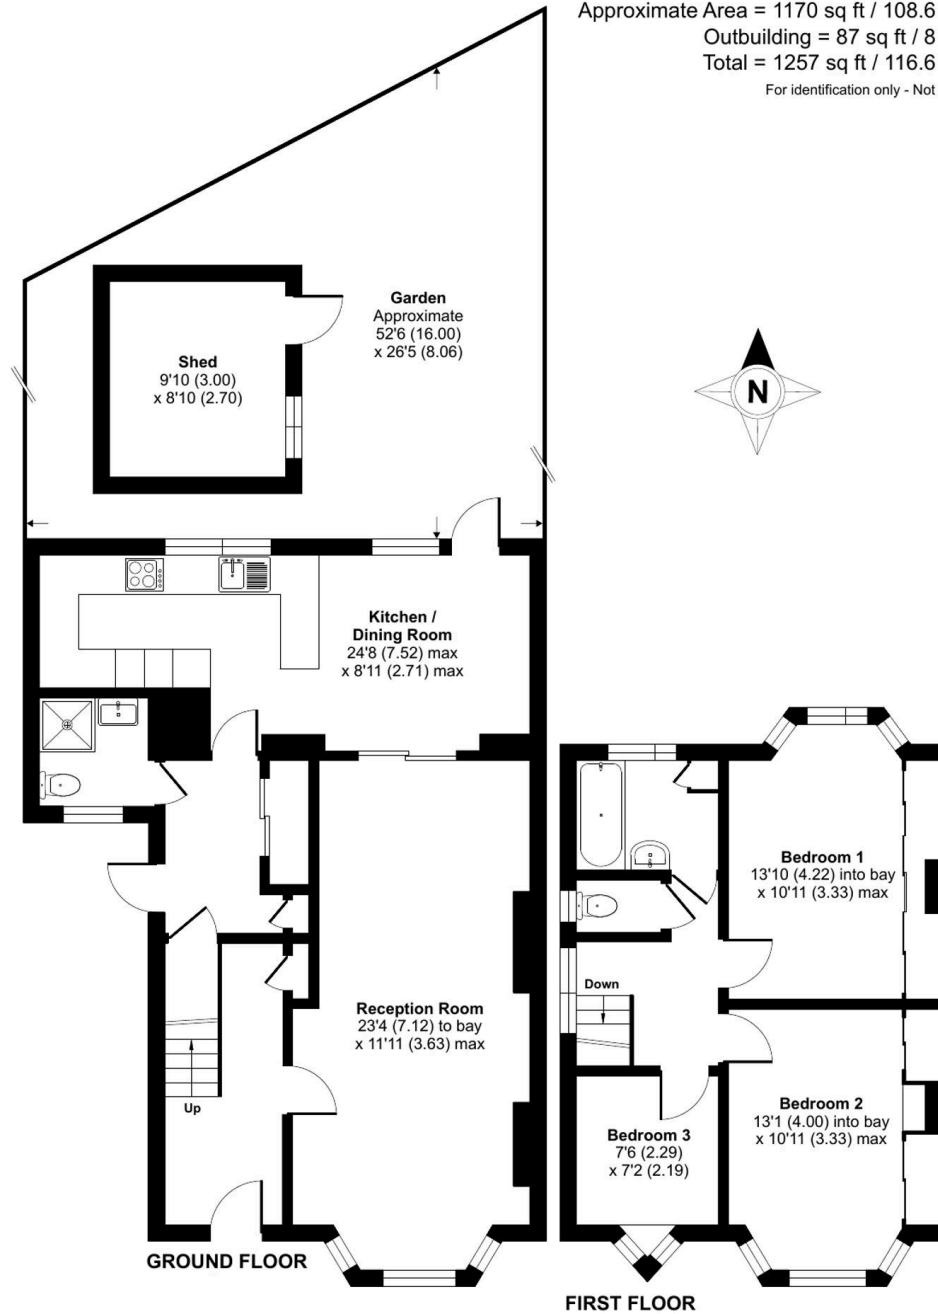 Approximate Area = 1170 sq ft / 108.6
Outbuilding = 87 sq ft / 8
Total = 1257 sq ft / 116.6
For identification only - Not
Garden
Approximate
52'6 (16.00)
x 26'5 (8.06)
Shed
9'10 (3.00)
x 8'10 (2.70)
N
Kitchen /
Dining Room
24'8 (7.52) max
x 8'11 (2.71) max
Reception Room
23'4 (7.12) to bay
x 11'11 (3.63) max
Up
GROUND FLOOR
Bedroom 1
13'10 (4.22) into bay
x 10'11 (3.33) max
Down
Bedroom 2
13'1 (4.00) into bay
x 10'11 (3.33) max
Bedroom 3
7'6 (2.29)
x 7'2 (2.19)
FIRST FLOOR